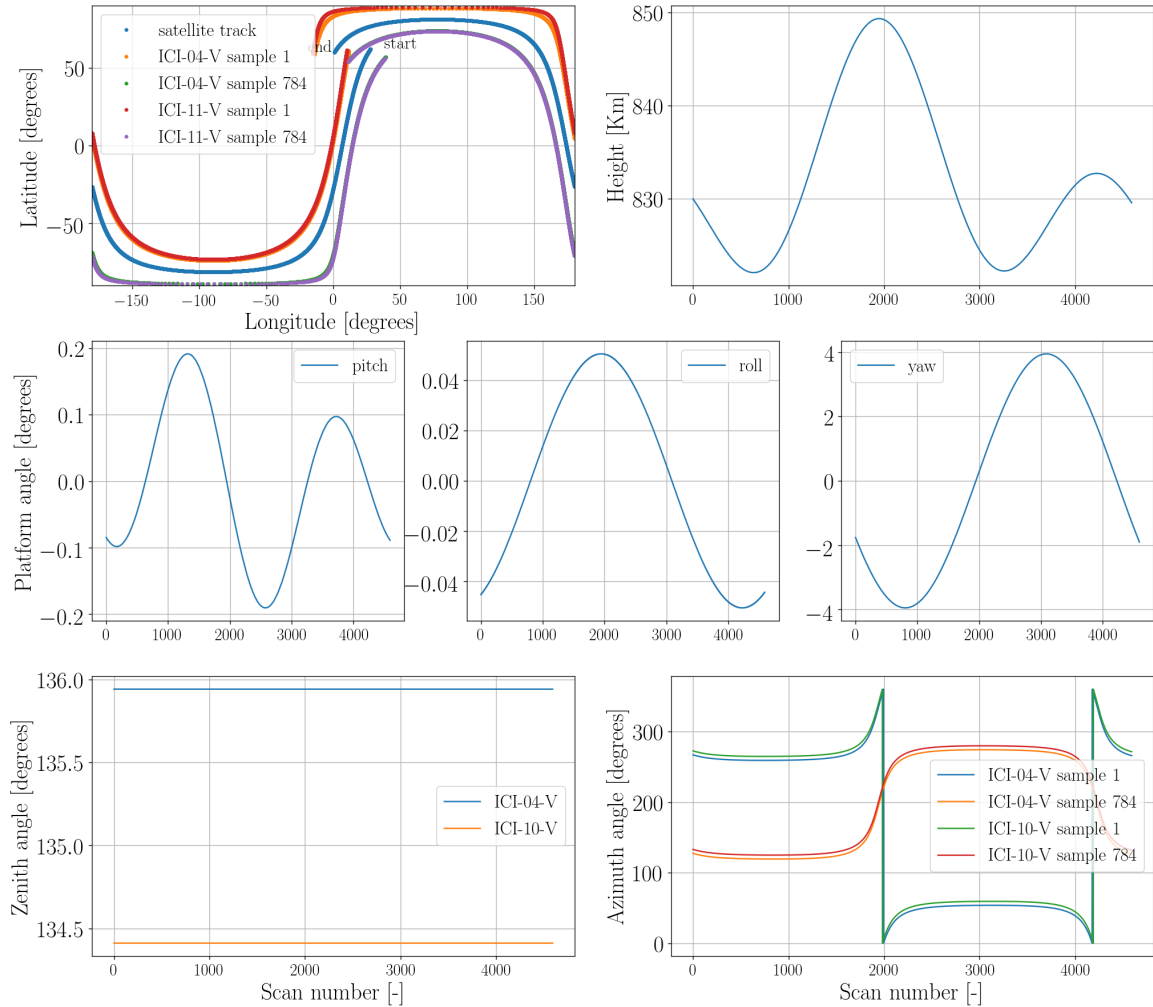 satellite track
ICI-04-V sample 1
ICI-04-V sample 784
ICI-11-V sample 1
ICI-11-V sample 784
start
50
0
−50
Latitude [degrees]
−150
−100
−50
0
50
100
150
Longitude [degrees]
850
840
830
Height [Km]
0
1000
2000
3000
4000
0.2
0.1
0.0
−0.1
−0.2
Platform angle [degrees]
pitch
0
1000
2000
3000
4000
0.04
0.02
0.00
−0.02
−0.04
roll
0
1000
2000
3000
4000
4
2
0
−2
−4
yaw
0
1000
2000
3000
4000
136.0
135.5
135.0
134.5
Zenith angle [degrees]
ICI-04-V
ICI-10-V
0
1000
2000
3000
4000
Scan number [-]
300
200
100
0
Azimuth angle [degrees]
ICI-04-V sample 1
ICI-04-V sample 784
ICI-10-V sample 1
ICI-10-V sample 784
0
1000
2000
3000
4000
Scan number [-]